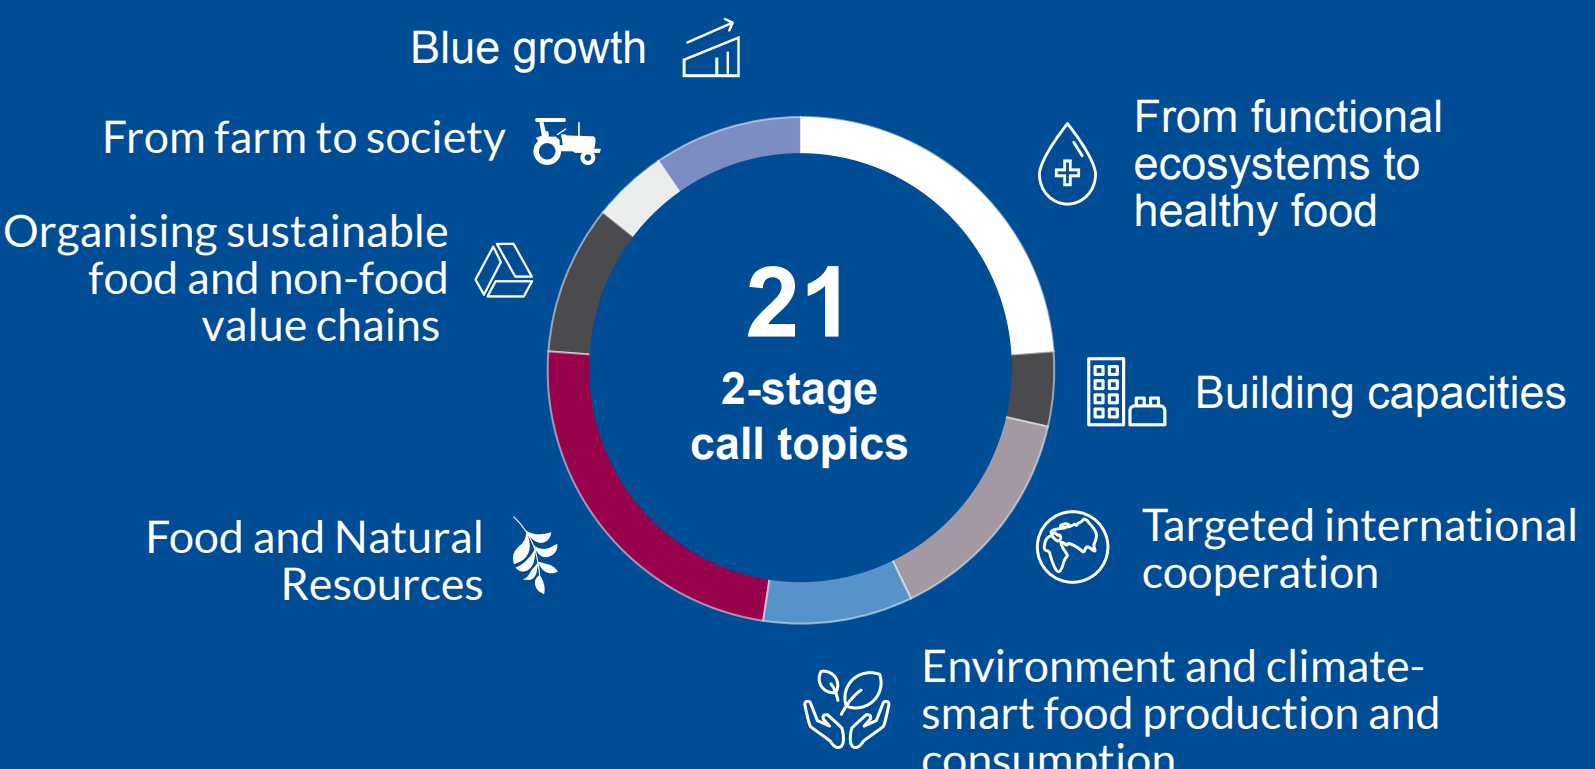 Blue growth
From farm to society
Organising sustainable
food and non-food
value chains
Food and Natural
Resources
21
2-stage
call topics
From functional
ecosystems to
healthy food
Building capacities
Targeted international
cooperation
Environment and climate-
smart food production and
consumption